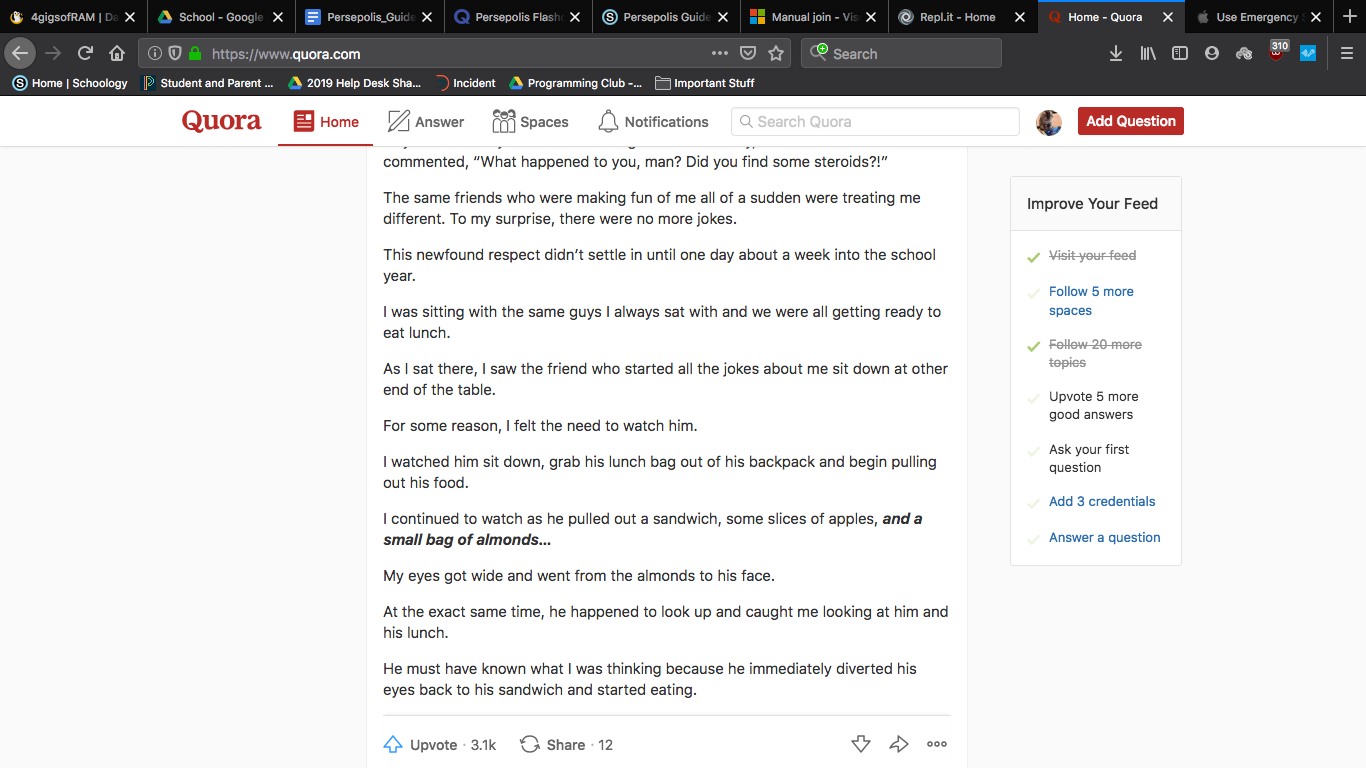 4gigsofRAM | Da
School - Google
Persepolis_Guide
Persepolis Flash
Persepolis Guide
Manual join - Vis
Repl.it - Home
Home - Quora
Use Emergency S
https://www.quora.com
Search
310
Home | Schoology
Student and Parent ...
2019 Help Desk Sha...
Incident
Programming Club -...
Important Stuff
Quora
Home
Answer
Spaces
Notifications
Search Quora
Add Question
commented, “What happened to you, man? Did you find some steroids?!”
The same friends who were making fun of me all of a sudden were treating me
different. To my surprise, there were no more jokes.
This newfound respect didn’t settle in until one day about a week into the school
year.
I was sitting with the same guys I always sat with and we were all getting ready to
eat lunch.
As I sat there, I saw the friend who started all the jokes about me sit down at other
end of the table.
For some reason, I felt the need to watch him.
I watched him sit down, grab his lunch bag out of his backpack and begin pulling
out his food.
I continued to watch as he pulled out a sandwich, some slices of apples, and a
small bag of almonds...
My eyes got wide and went from the almonds to his face.
At the exact same time, he happened to look up and caught me looking at him and
his lunch.
He must have known what I was thinking because he immediately diverted his
eyes back to his sandwich and started eating.
Upvote · 3.1k
Share · 12
Improve Your Feed
Visit your feed
Follow 5 more
spaces
Follow 20 more
topics
Upvote 5 more
good answers
Ask your first
question
Add 3 credentials
Answer a question